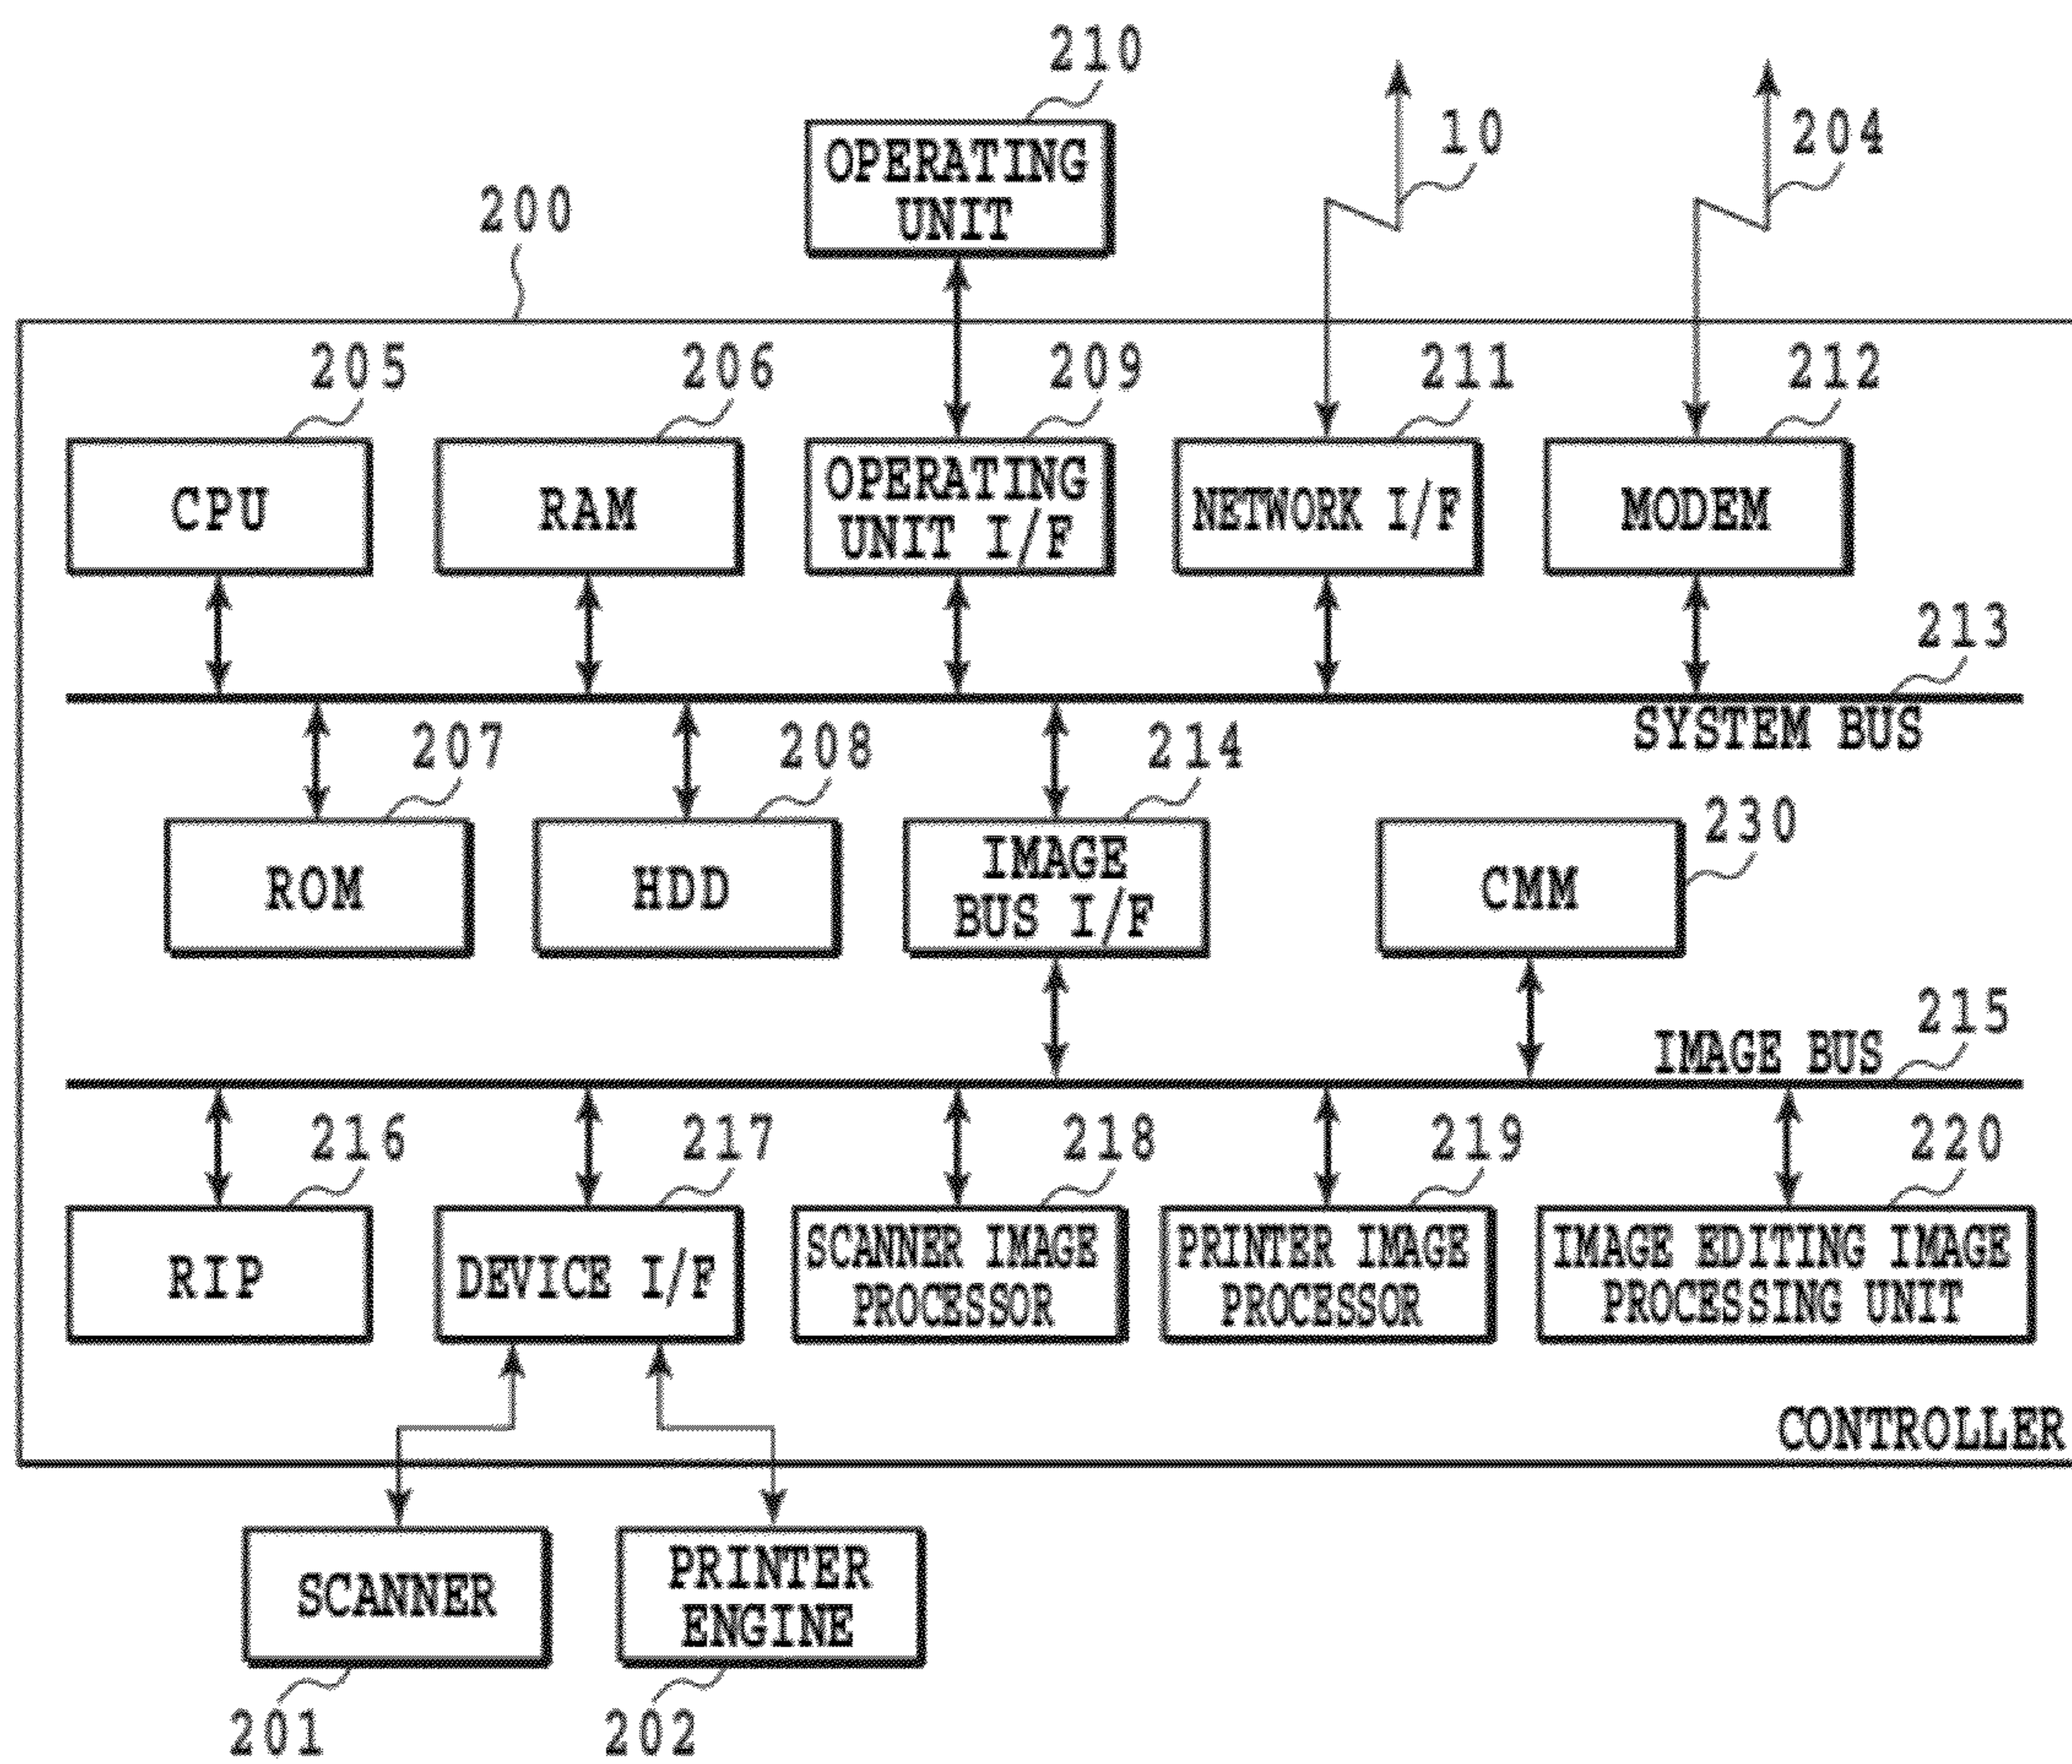 210
OPERATING
UNIT
10
204
200
205
206
209
211
212
CPU
RAM
OPERATING
UNIT I/F
NETWORK I/F
MODEM
213
SYSTEM BUS
207
208
214
230
ROM
HDD
IMAGE
BUS I/F
CMM
215
IMAGE BUS
216
217
218
219
220
RIP
DEVICE I/F
SCANNER IMAGE
PROCESSOR
PRINTER IMAGE
PROCESSOR
IMAGE EDITING IMAGE
PROCESSING UNIT
CONTROLLER
SCANNER
PRINTER
ENGINE
201
202